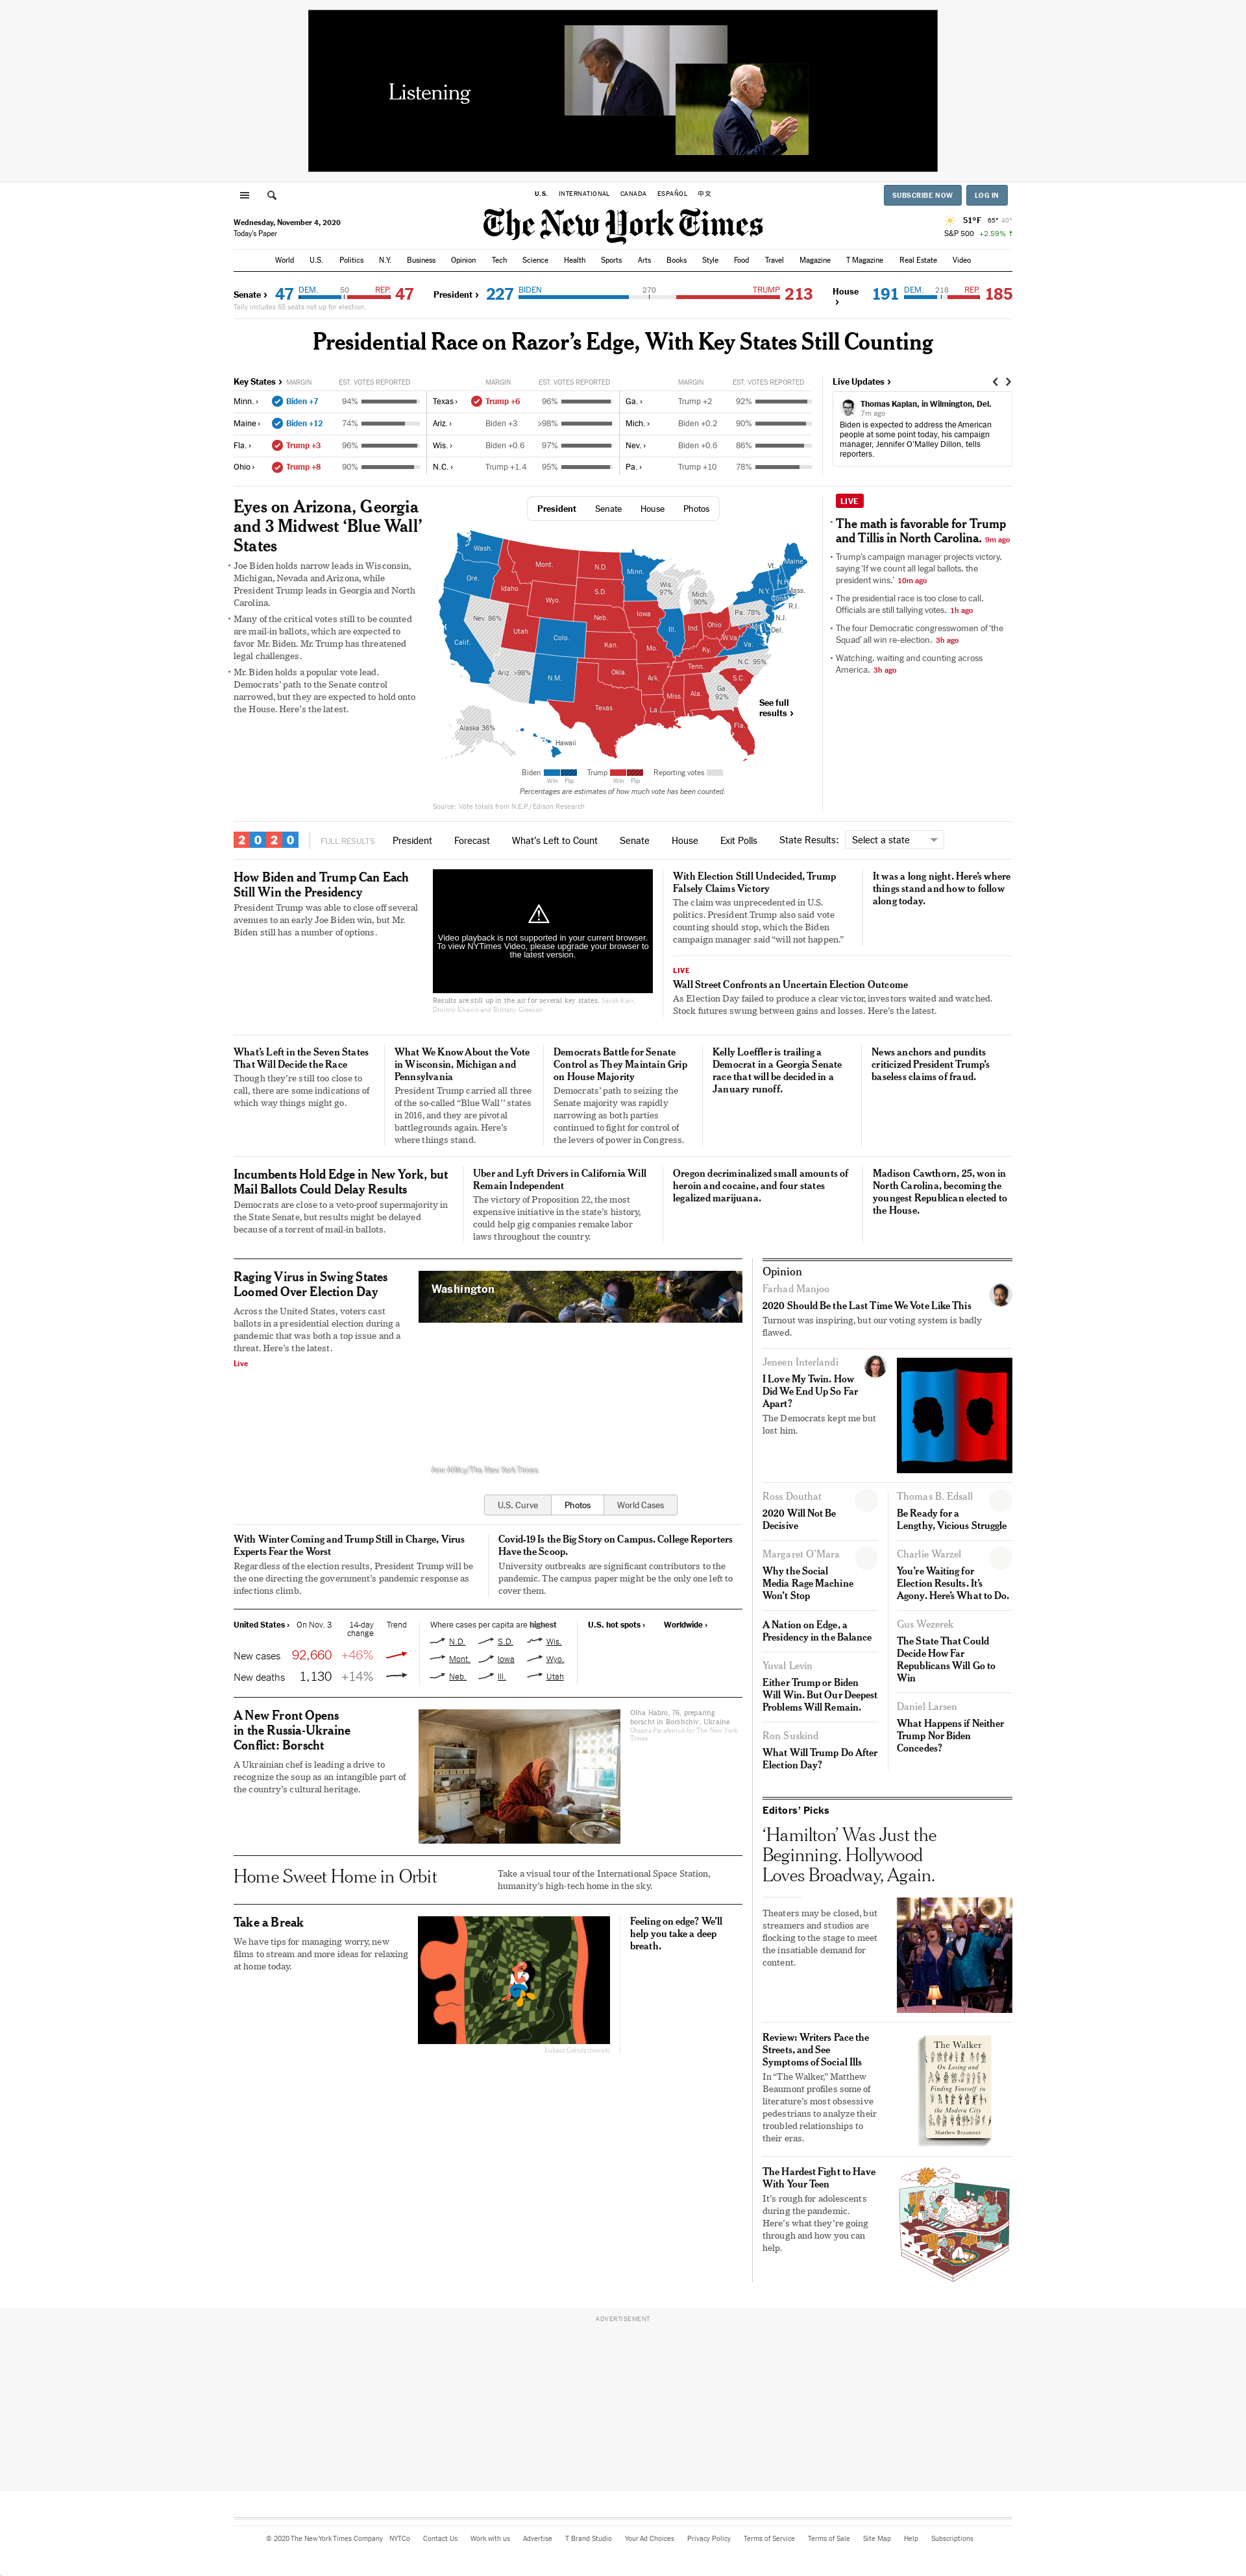 Listening
U.S. INTERNATIONAL CANADA ESPAÑOL 中文
SUBSCRIBE NOW LOG IN
Wednesday, November 4, 2020
Today's Paper
The New York Times
51°F 65° 40°
S&P 500 +2.59% ↑
World U.S. Politics N.Y. Business Opinion Tech Science Health Sports Arts Books Style Food Travel Magazine T Magazine Real Estate Video
Senate › 47 DEM. 50 REP. 47
Tally includes 65 seats not up for election.
President › 227 BIDEN 270 TRUMP 213
House › 191 DEM. 218 REP. 185
Presidential Race on Razor's Edge, With Key States Still Counting
Key States › MARGIN EST. VOTES REPORTED MARGIN EST. VOTES REPORTED MARGIN EST. VOTES REPORTED
Minn. › Biden +7 94% Texas › Trump +6 96% Ga. › Trump +2 92%
Maine › Biden +12 74% Ariz. › Biden +3 >98% Mich. › Biden +0.2 90%
Fla. › Trump +3 96% Wis. › Biden +0.6 97% Nev. › Biden +0.6 86%
Ohio › Trump +8 90% N.C. › Trump +1.4 95% Pa. › Trump +10 78%
Live Updates ›
Thomas Kaplan, in Wilmington, Del.
7m ago
Biden is expected to address the American
people at some point today, his campaign
manager, Jennifer O'Malley Dillon, tells
reporters.
Eyes on Arizona, Georgia
and 3 Midwest 'Blue Wall'
States
• Joe Biden holds narrow leads in Wisconsin,
Michigan, Nevada and Arizona, while
President Trump leads in Georgia and North
Carolina.
• Many of the critical votes still to be counted
are mail-in ballots, which are expected to
favor Mr. Biden. Mr. Trump has threatened
legal challenges.
• Mr. Biden holds a popular vote lead.
Democrats' path to the Senate control
narrowed, but they are expected to hold onto
the House. Here's the latest.
President Senate House Photos
Wash.
Ore.
Calif.
Nev. 86%
Idaho
Mont.
Wyo.
Utah
Colo.
Ariz. >98%
N.M.
N.D.
S.D.
Neb.
Kan.
Okla.
Texas
Minn.
Iowa
Mo.
Ark.
La.
Wis.
97%
Ill.
Mich.
90%
Ind.
Ohio
Ky.
Tenn.
Miss.
Ala.
Ga.
92%
Fla.
S.C.
N.C. 95%
Va.
W.Va.
Pa. 78%
N.Y.
Vt.
N.H.
Maine
Mass.
Conn.
R.I.
N.J.
Del.
Alaska 36%
Hawaii
See full
results ›
Biden Trump Reporting votes
Win Flip Win Flip
Percentages are estimates of how much vote has been counted.
Source: Vote totals from N.E.P./Edison Research
LIVE
• The math is favorable for Trump
and Tillis in North Carolina. 9m ago
• Trump's campaign manager projects victory,
saying 'If we count all legal ballots, the
president wins.' 10m ago
• The presidential race is too close to call.
Officials are still tallying votes. 1h ago
• The four Democratic congresswomen of 'the
Squad' all win re-election. 3h ago
• Watching, waiting and counting across
America. 3h ago
2020 FULL RESULTS President Forecast What's Left to Count Senate House Exit Polls State Results: Select a state
How Biden and Trump Can Each
Still Win the Presidency
President Trump was able to close off several
avenues to an early Joe Biden win, but Mr.
Biden still has a number of options.
Video playback is not supported in your current browser.
To view NYTimes Video, please upgrade your browser to
the latest version.
Results are still up in the air for several key states. Sarah Kerr,
Dmitriy Khavin and Brittany Greeson
With Election Still Undecided, Trump
Falsely Claims Victory
The claim was unprecedented in U.S.
politics. President Trump also said vote
counting should stop, which the Biden
campaign manager said "will not happen."
It was a long night. Here's where
things stand and how to follow
along today.
LIVE
Wall Street Confronts an Uncertain Election Outcome
As Election Day failed to produce a clear victor, investors waited and watched.
Stock futures swung between gains and losses. Here's the latest.
What's Left in the Seven States
That Will Decide the Race
Though they're still too close to
call, there are some indications of
which way things might go.
What We Know About the Vote
in Wisconsin, Michigan and
Pennsylvania
President Trump carried all three
of the so-called "Blue Wall" states
in 2016, and they are pivotal
battlegrounds again. Here's
where things stand.
Democrats Battle for Senate
Control as They Maintain Grip
on House Majority
Democrats' path to seizing the
Senate majority was rapidly
narrowing as both parties
continued to fight for control of
the levers of power in Congress.
Kelly Loeffler is trailing a
Democrat in a Georgia Senate
race that will be decided in a
January runoff.
News anchors and pundits
criticized President Trump's
baseless claims of fraud.
Incumbents Hold Edge in New York, but
Mail Ballots Could Delay Results
Democrats are close to a veto-proof supermajority in
the State Senate, but results might be delayed
because of a torrent of mail-in ballots.
Uber and Lyft Drivers in California Will
Remain Independent
The victory of Proposition 22, the most
expensive initiative in the state's history,
could help gig companies remake labor
laws throughout the country.
Oregon decriminalized small amounts of
heroin and cocaine, and four states
legalized marijuana.
Madison Cawthorn, 25, won in
North Carolina, becoming the
youngest Republican elected to
the House.
Raging Virus in Swing States
Loomed Over Election Day
Across the United States, voters cast
ballots in a presidential election during a
pandemic that was both a top issue and a
threat. Here's the latest.
Live
Washington
U.S. Curve Photos World Cases
With Winter Coming and Trump Still in Charge, Virus
Experts Fear the Worst
Regardless of the election results, President Trump will be
the one directing the government's pandemic response as
infections climb.
Covid-19 Is the Big Story on Campus. College Reporters
Have the Scoop.
University outbreaks are significant contributors to the
pandemic. The campus paper might be the only one left to
cover them.
United States › On Nov. 3 14-day change Trend
New cases 92,660 +46%
New deaths 1,130 +14%
Where cases per capita are highest
N.D. S.D. Wis.
Mont. Iowa Wyo.
Neb. Ill. Utah
U.S. hot spots › Worldwide ›
A New Front Opens
in the Russia-Ukraine
Conflict: Borscht
A Ukrainian chef is leading a drive to
recognize the soup as an intangible part of
the country's cultural heritage.
Olha Habro, 76, preparing
borscht in Borshchiv, Ukraine.
for The New York
Times
Home Sweet Home in Orbit
Take a visual tour of the International Space Station,
humanity's high-tech home in the sky.
Take a Break
We have tips for managing worry, new
films to stream and more ideas for relaxing
at home today.
Feeling on edge? We'll
help you take a deep
breath.
Opinion
Farhad Manjoo
2020 Should Be the Last Time We Vote Like This
Turnout was inspiring, but our voting system is badly
flawed.
Jeneen Interlandi
I Love My Twin. How
Did We End Up So Far
Apart?
The Democrats kept me but
lost him.
Ross Douthat
2020 Will Not Be
Decisive
Margaret O'Mara
Why the Social
Media Rage Machine
Won't Stop
A Nation on Edge, a
Presidency in the Balance
Yuval Levin
Either Trump or Biden
Will Win. But Our Deepest
Problems Will Remain.
Ron Suskind
What Will Trump Do After
Election Day?
Thomas B. Edsall
Be Ready for a
Lengthy, Vicious Struggle
Charlie Warzel
You're Waiting for
Election Results. It's
Agony. Here's What to Do.
Gus Wezerek
The State That Could
Decide How Far
Republicans Will Go to
Win
Daniel Larsen
What Happens if Neither
Trump Nor Biden
Concedes?
Editors' Picks
'Hamilton' Was Just the
Beginning. Hollywood
Loves Broadway, Again.
Theaters may be closed, but
streamers and studios are
flocking to the stage to meet
the insatiable demand for
content.
Review: Writers Pace the
Streets, and See
Symptoms of Social Ills
In "The Walker," Matthew
Beaumont profiles some of
literature's most obsessive
pedestrians to analyze their
troubled relationships to
their eras.
The Walker
On Losing and
Finding Yourself in
the Modern City
Matthew Beaumont
The Hardest Fight to Have
With Your Teen
It's rough for adolescents
during the pandemic.
Here's what they're going
through and how you can
help.
ADVERTISEMENT
© 2020 The New York Times Company NYTCo Contact Us Work with us Advertise T Brand Studio Your Ad Choices Privacy Policy Terms of Service Terms of Sale Site Map Help Subscriptions